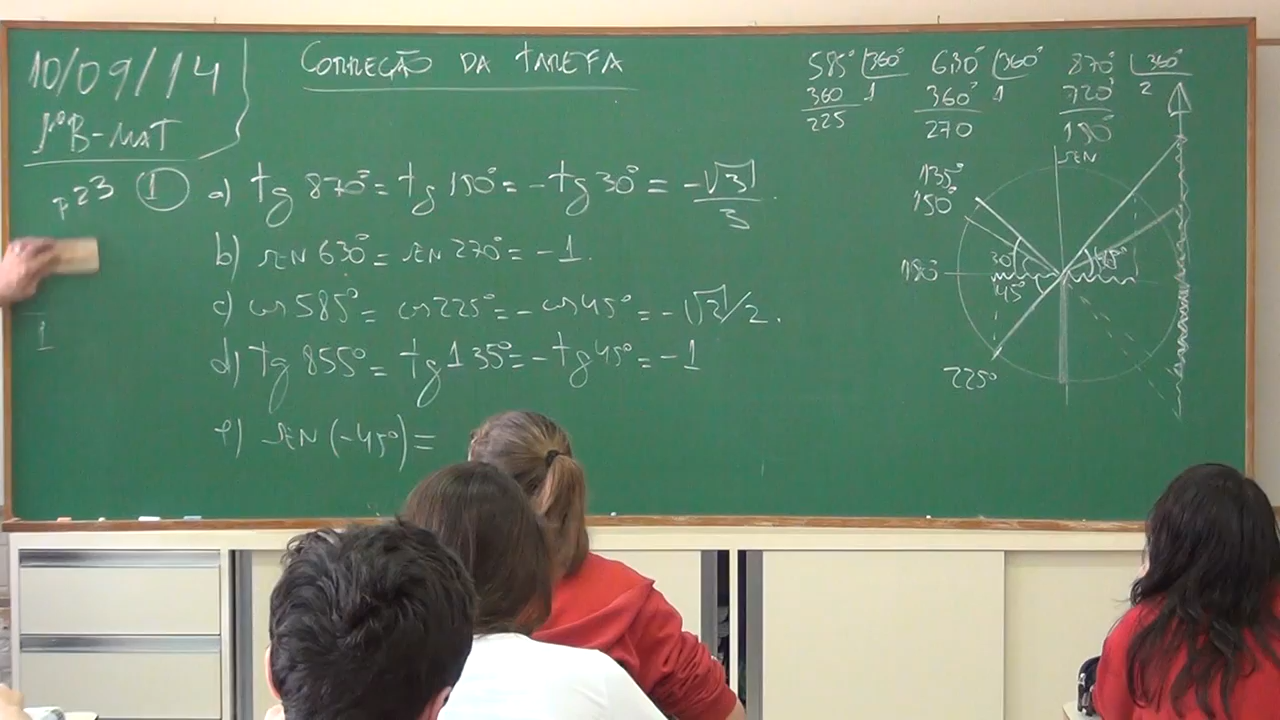 10/09/14
1ºB-MAT
CORREÇÃO DA TAREFA
p23 1 a) tg 870° = tg 150° = -tg 30° = -√3/3.
b) SEN 630° = SEN 270° = -1.
c) cos 585° = cos 225° = -cos 45° = -√2/2.
d) tg 855° = tg 135° = -tg 45° = -1
e) SEN (-45°) =
1
585° 360° 630° 360° 870° 360°
360 1 360° 1 720° 2
225 270 150
SEN
135°
150°
180° 30° 45°
45°
225°